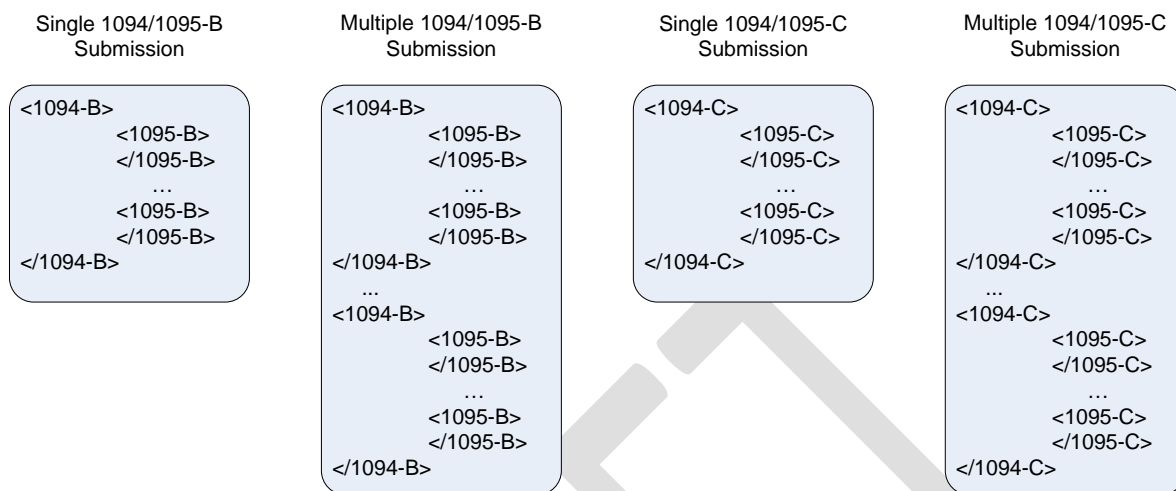 Single 1094/1095-B
Submission
<1094-B>
<1095-B>
</1095-B>
…
<1095-B>
</1095-B>
</1094-B>
Multiple 1094/1095-B
Submission
<1094-B>
<1095-B>
</1095-B>
…
<1095-B>
</1095-B>
</1094-B>
...
<1094-B>
<1095-B>
</1095-B>
…
<1095-B>
</1095-B>
</1094-B>
Single 1094/1095-C
Submission
<1094-C>
<1095-C>
</1095-C>
…
<1095-C>
</1095-C>
</1094-C>
Multiple 1094/1095-C
Submission
<1094-C>
<1095-C>
</1095-C>
…
<1095-C>
</1095-C>
</1094-C>
...
<1094-C>
<1095-C>
</1095-C>
…
<1095-C>
</1095-C>
</1094-C>